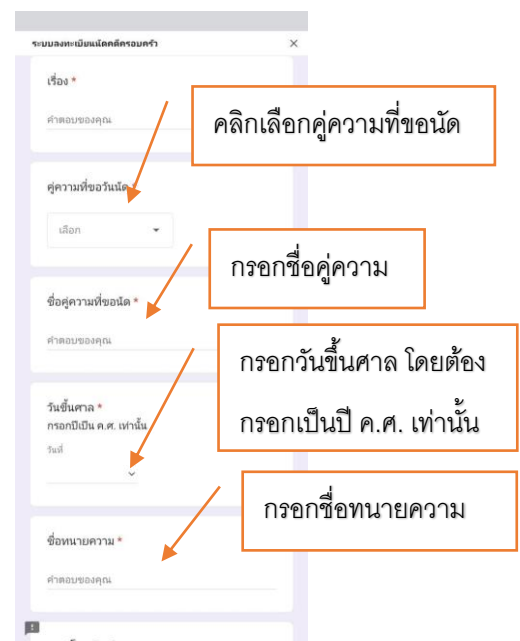 ระบบลงทะเบียนนัดคดีครอบครัว
เรื่อง *
คำตอบของคุณ
คลิกเลือกคู่ความที่ขอนัด
คู่ความที่ขอวันนัด
เลือก
กรอกชื่อคู่ความ
ชื่อคู่ความที่ขอนัด *
คำตอบของคุณ
กรอกวันขึ้นศาล โดยต้อง
กรอกเป็นปี ค.ศ. เท่านั้น
วันขึ้นศาล *
กรอกปีเป็น ค.ศ. เท่านั้น
วันที่
กรอกชื่อทนายความ
ชื่อทนายความ *
คำตอบของคุณ